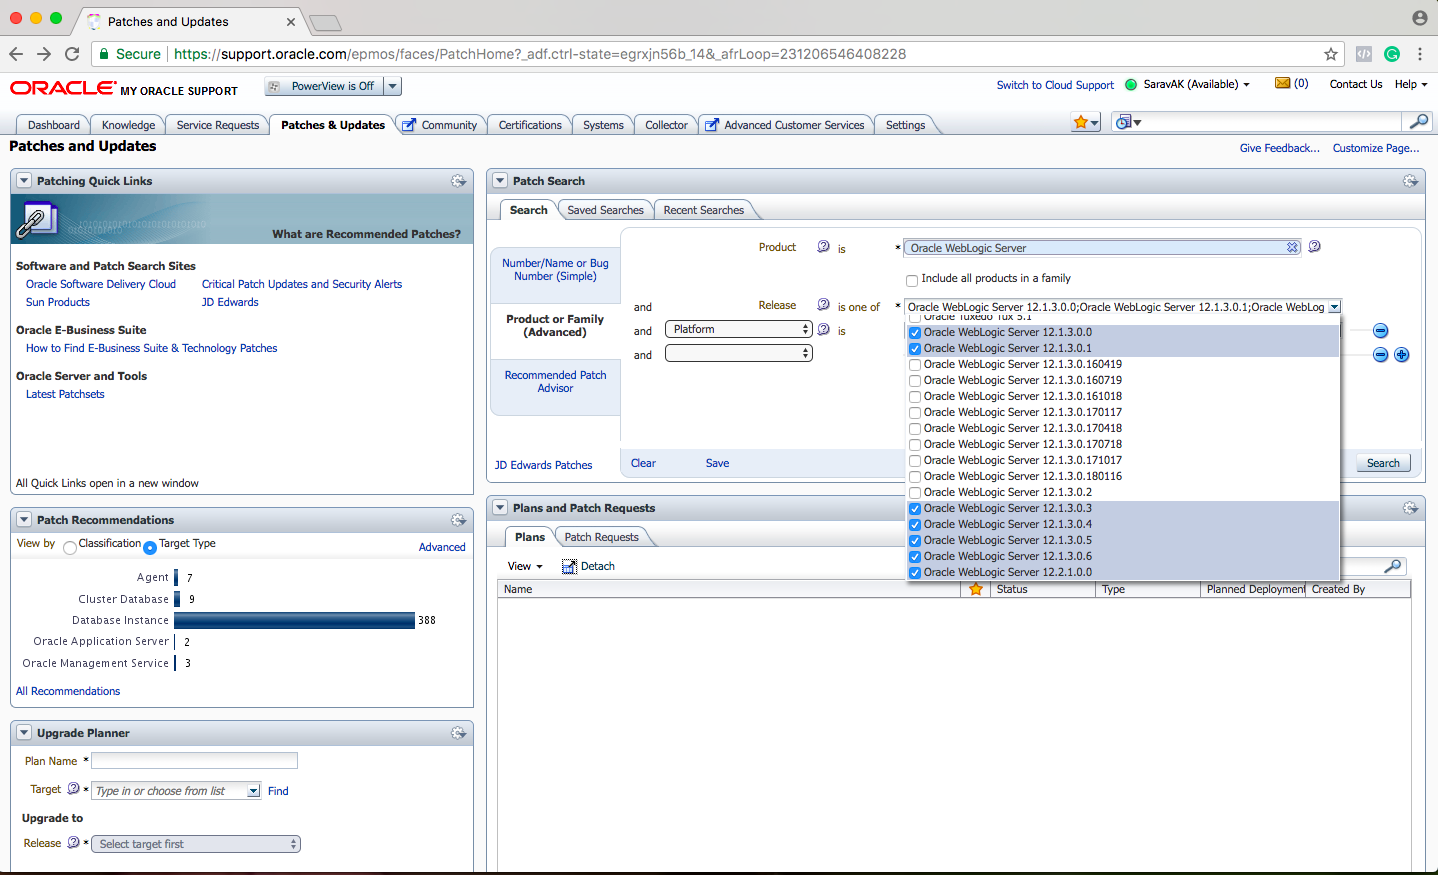 Patches and Updates
Secure https://support.oracle.com/epmos/faces/PatchHome?_adf.ctrl-state=egrxjn56b_14&_afrLoop=231206546408228
ORACLE MY ORACLE SUPPORT
PowerView is Off
Switch to Cloud Support
SaravAK (Available)
(0)
Contact Us
Help
Dashboard
Knowledge
Service Requests
Patches & Updates
Community
Certifications
Systems
Collector
Advanced Customer Services
Settings
Patches and Updates
Give Feedback...
Customize Page...
Patching Quick Links
What are Recommended Patches?
Software and Patch Search Sites
Oracle Software Delivery Cloud
Critical Patch Updates and Security Alerts
Sun Products
JD Edwards
Oracle E-Business Suite
How to Find E-Business Suite & Technology Patches
Oracle Server and Tools
Latest Patchsets
All Quick Links open in a new window
Patch Recommendations
View by Classification Target Type
Advanced
Agent 7
Cluster Database 9
Database Instance 388
Oracle Application Server 2
Oracle Management Service 3
All Recommendations
Upgrade Planner
Plan Name *
Target * Type in or choose from list Find
Upgrade to
Release * Select target first
Patch Search
Search
Saved Searches
Recent Searches
Number/Name or Bug
Number (Simple)
Product or Family
(Advanced)
Recommended Patch
Advisor
JD Edwards Patches
Product is * Oracle WebLogic Server
Include all products in a family
and Release is one of * Oracle WebLogic Server 12.1.3.0.0;Oracle WebLogic Server 12.1.3.0.1;Oracle WebLog
and Platform is
and
Oracle Tuxedo Tux 5.1
Oracle WebLogic Server 12.1.3.0.0
Oracle WebLogic Server 12.1.3.0.1
Oracle WebLogic Server 12.1.3.0.160419
Oracle WebLogic Server 12.1.3.0.160719
Oracle WebLogic Server 12.1.3.0.161018
Oracle WebLogic Server 12.1.3.0.170117
Oracle WebLogic Server 12.1.3.0.170418
Oracle WebLogic Server 12.1.3.0.170718
Oracle WebLogic Server 12.1.3.0.171017
Oracle WebLogic Server 12.1.3.0.180116
Oracle WebLogic Server 12.1.3.0.2
Oracle WebLogic Server 12.1.3.0.3
Oracle WebLogic Server 12.1.3.0.4
Oracle WebLogic Server 12.1.3.0.5
Oracle WebLogic Server 12.1.3.0.6
Oracle WebLogic Server 12.2.1.0.0
Clear
Save
Search
Plans and Patch Requests
Plans
Patch Requests
View
Detach
Name
Status
Type
Planned Deployment
Created By